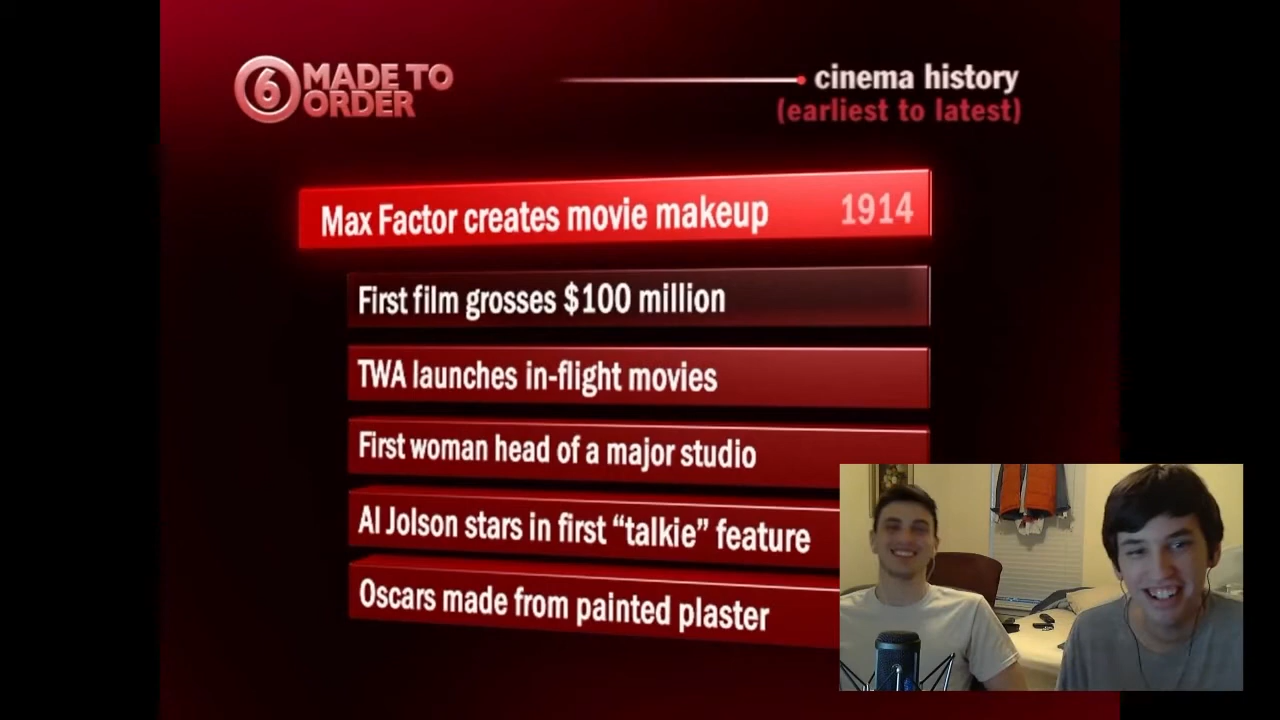 6 MADE TO
ORDER
cinema history
(earliest to latest)
Max Factor creates movie makeup 1914
First film grosses $100 million
TWA launches in-flight movies
First woman head of a major studio
Al Jolson stars in first “talkie” feature
Oscars made from painted plaster